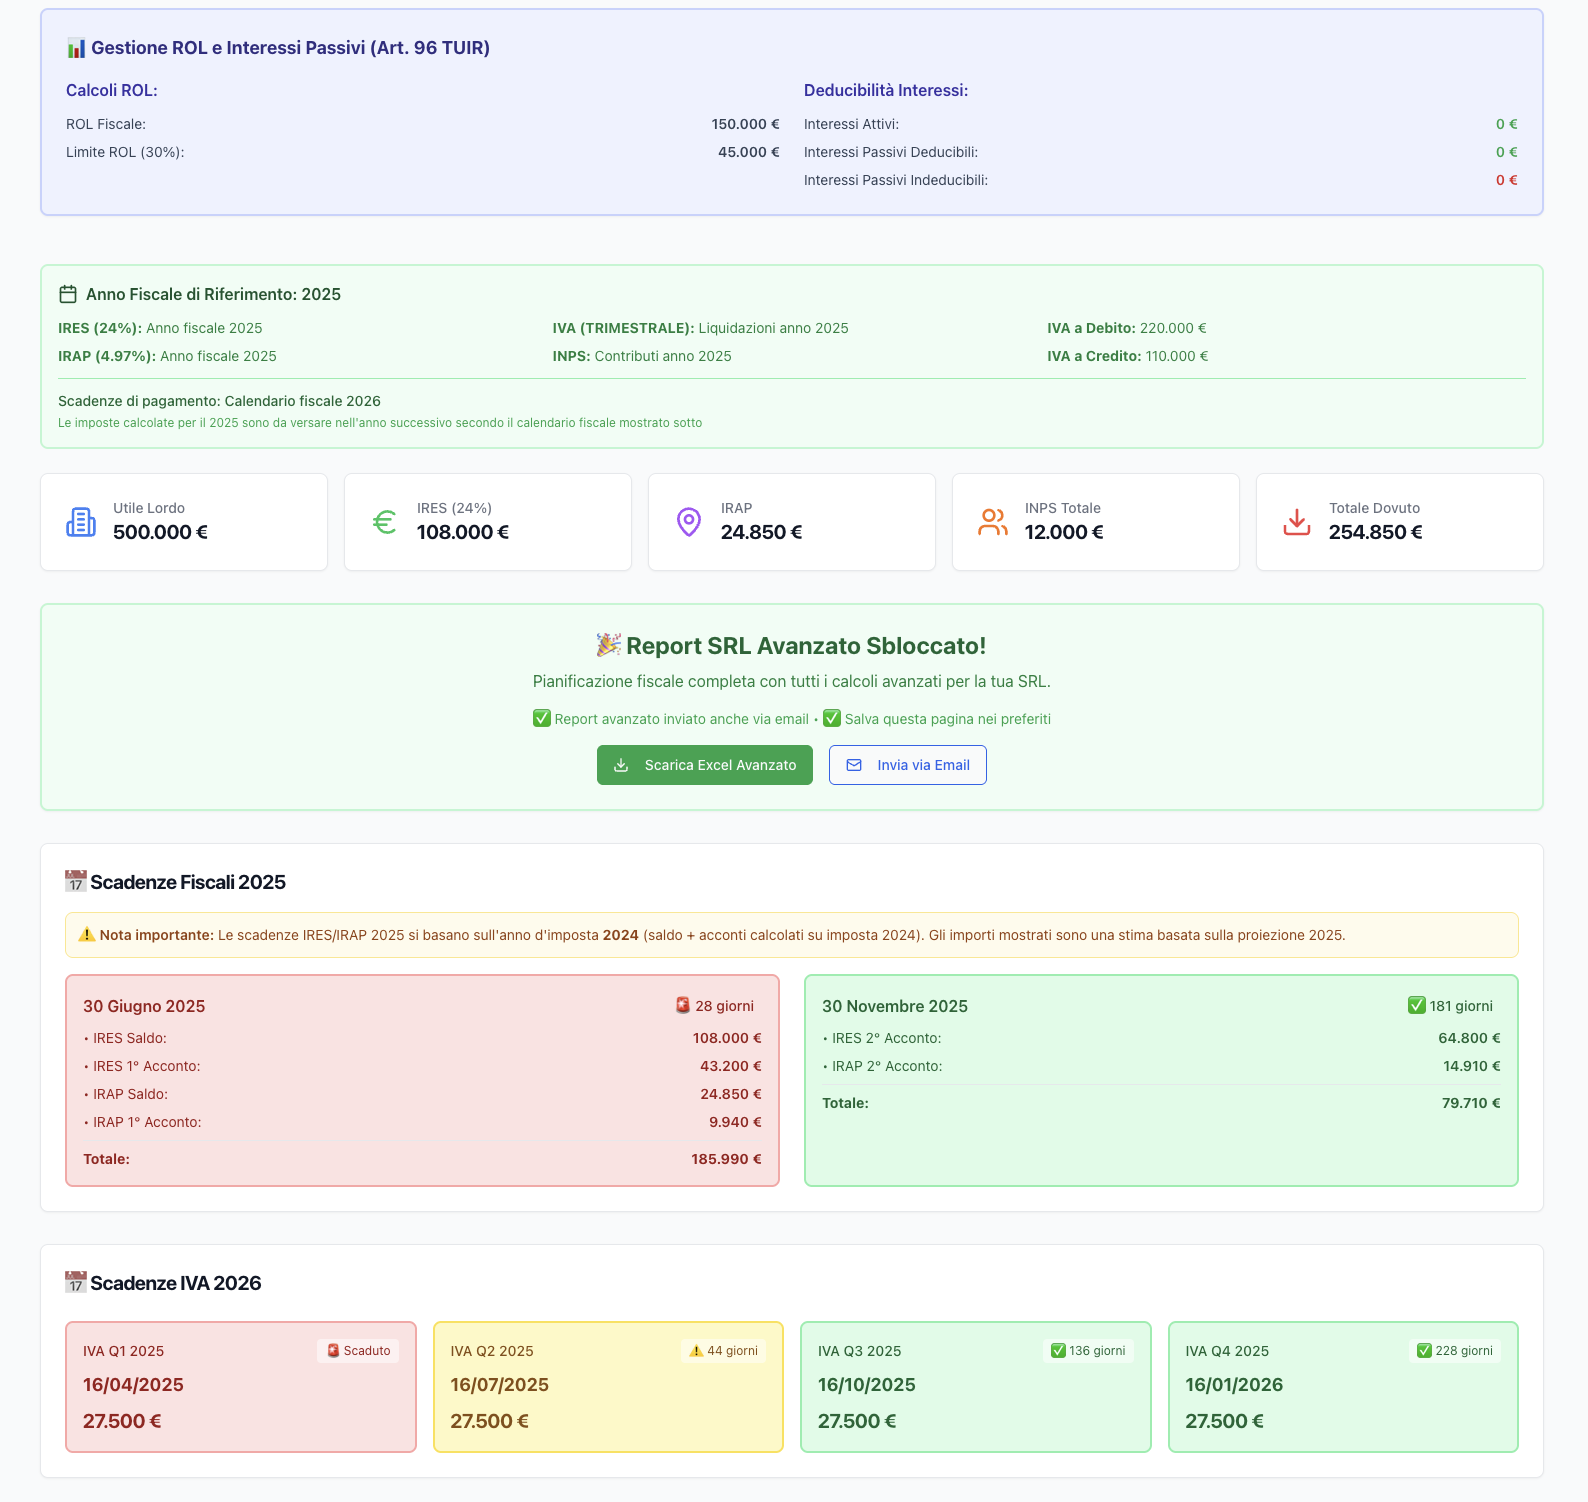 📊 Gestione ROL e Interessi Passivi (Art. 96 TUIR)
Calcoli ROL:
ROL Fiscale: 150.000 €
Limite ROL (30%): 45.000 €
Deducibilità Interessi:
Interessi Attivi: 0 €
Interessi Passivi Deducibili: 0 €
Interessi Passivi Indeducibili: 0 €
Anno Fiscale di Riferimento: 2025
IRES (24%): Anno fiscale 2025
IRAP (4.97%): Anno fiscale 2025
IVA (TRIMESTRALE): Liquidazioni anno 2025
INPS: Contributi anno 2025
IVA a Debito: 220.000 €
IVA a Credito: 110.000 €
Scadenze di pagamento: Calendario fiscale 2026
Le imposte calcolate per il 2025 sono da versare nell'anno successivo secondo il calendario fiscale mostrato sotto
Utile Lordo
500.000 €
IRES (24%)
108.000 €
IRAP
24.850 €
INPS Totale
12.000 €
Totale Dovuto
254.850 €
🎉 Report SRL Avanzato Sbloccato!
Pianificazione fiscale completa con tutti i calcoli avanzati per la tua SRL.
✅ Report avanzato inviato anche via email • ✅ Salva questa pagina nei preferiti
Scarica Excel Avanzato
Invia via Email
📅 Scadenze Fiscali 2025
⚠️ Nota importante: Le scadenze IRES/IRAP 2025 si basano sull'anno d'imposta 2024 (saldo + acconti calcolati su imposta 2024). Gli importi mostrati sono una stima basata sulla proiezione 2025.
30 Giugno 2025 🚨 28 giorni
• IRES Saldo: 108.000 €
• IRES 1° Acconto: 43.200 €
• IRAP Saldo: 24.850 €
• IRAP 1° Acconto: 9.940 €
Totale: 185.990 €
30 Novembre 2025 ✅ 181 giorni
• IRES 2° Acconto: 64.800 €
• IRAP 2° Acconto: 14.910 €
Totale: 79.710 €
📅 Scadenze IVA 2026
IVA Q1 2025 🚨 Scaduto
16/04/2025
27.500 €
IVA Q2 2025 ⚠️ 44 giorni
16/07/2025
27.500 €
IVA Q3 2025 ✅ 136 giorni
16/10/2025
27.500 €
IVA Q4 2025 ✅ 228 giorni
16/01/2026
27.500 €